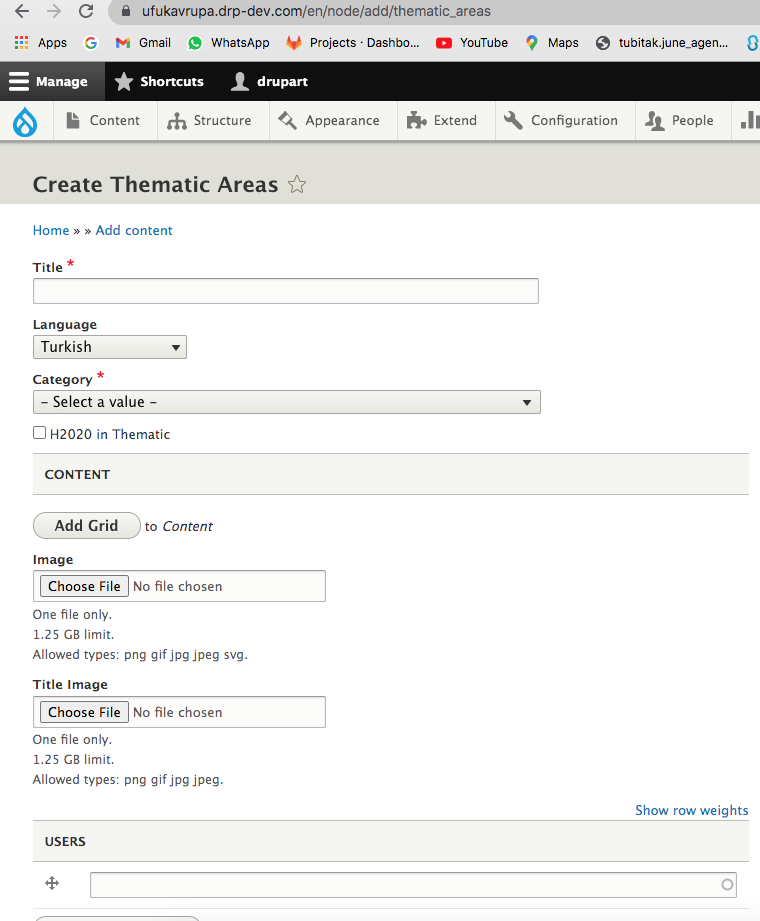 ufukavrupa.drp-dev.com/en/node/add/thematic_areas
Apps Gmail WhatsApp Projects · Dashbo... YouTube Maps tubitak.june_agen...
Manage Shortcuts drupart
Content Structure Appearance Extend Configuration People
Create Thematic Areas
Home » » Add content
Title *
Language
Turkish
Category *
- Select a value -
H2020 in Thematic
CONTENT
Add Grid to Content
Image
Choose File No file chosen
One file only.
1.25 GB limit.
Allowed types: png gif jpg jpeg svg.
Title Image
Choose File No file chosen
One file only.
1.25 GB limit.
Allowed types: png gif jpg jpeg.
Show row weights
USERS